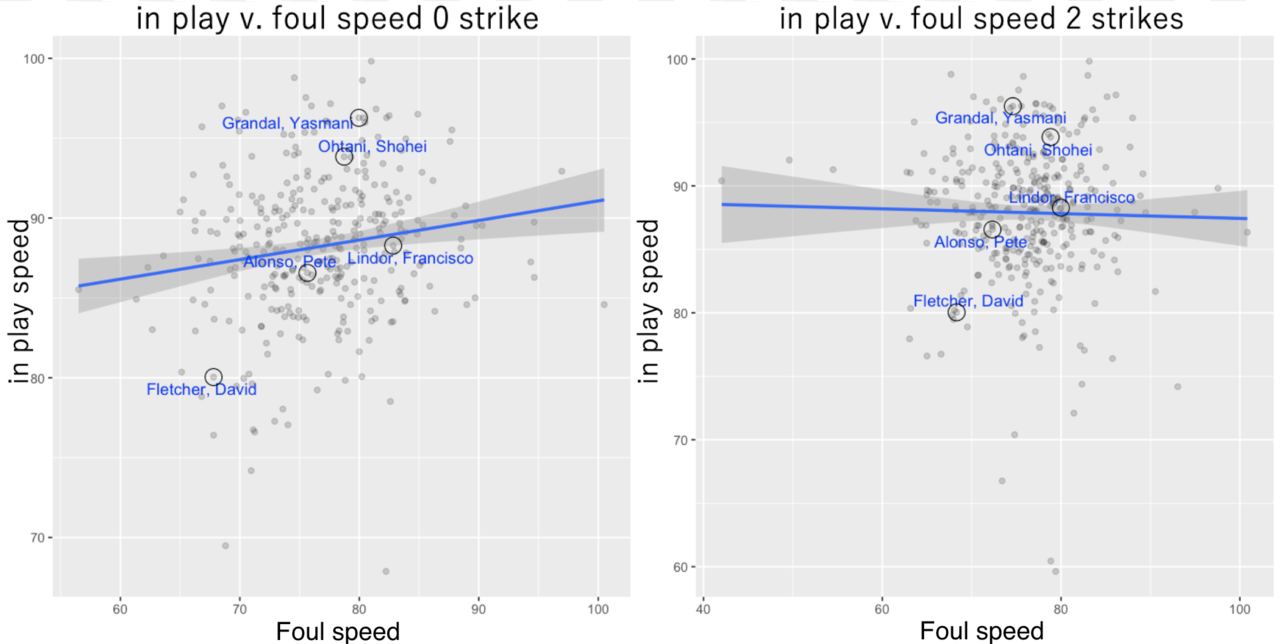 in play v. foul speed 0 strike
in play speed
100
90
80
70
Grandal, Yasmani
Ohtani, Shohei
Alonso, Pete
Lindor, Francisco
Fletcher, David
60
70
80
90
100
Foul speed
in play v. foul speed 2 strikes
in play speed
100
90
80
70
60
Grandal, Yasmani
Ohtani, Shohei
Lindor, Francisco
Alonso, Pete
Fletcher, David
40
60
80
100
Foul speed